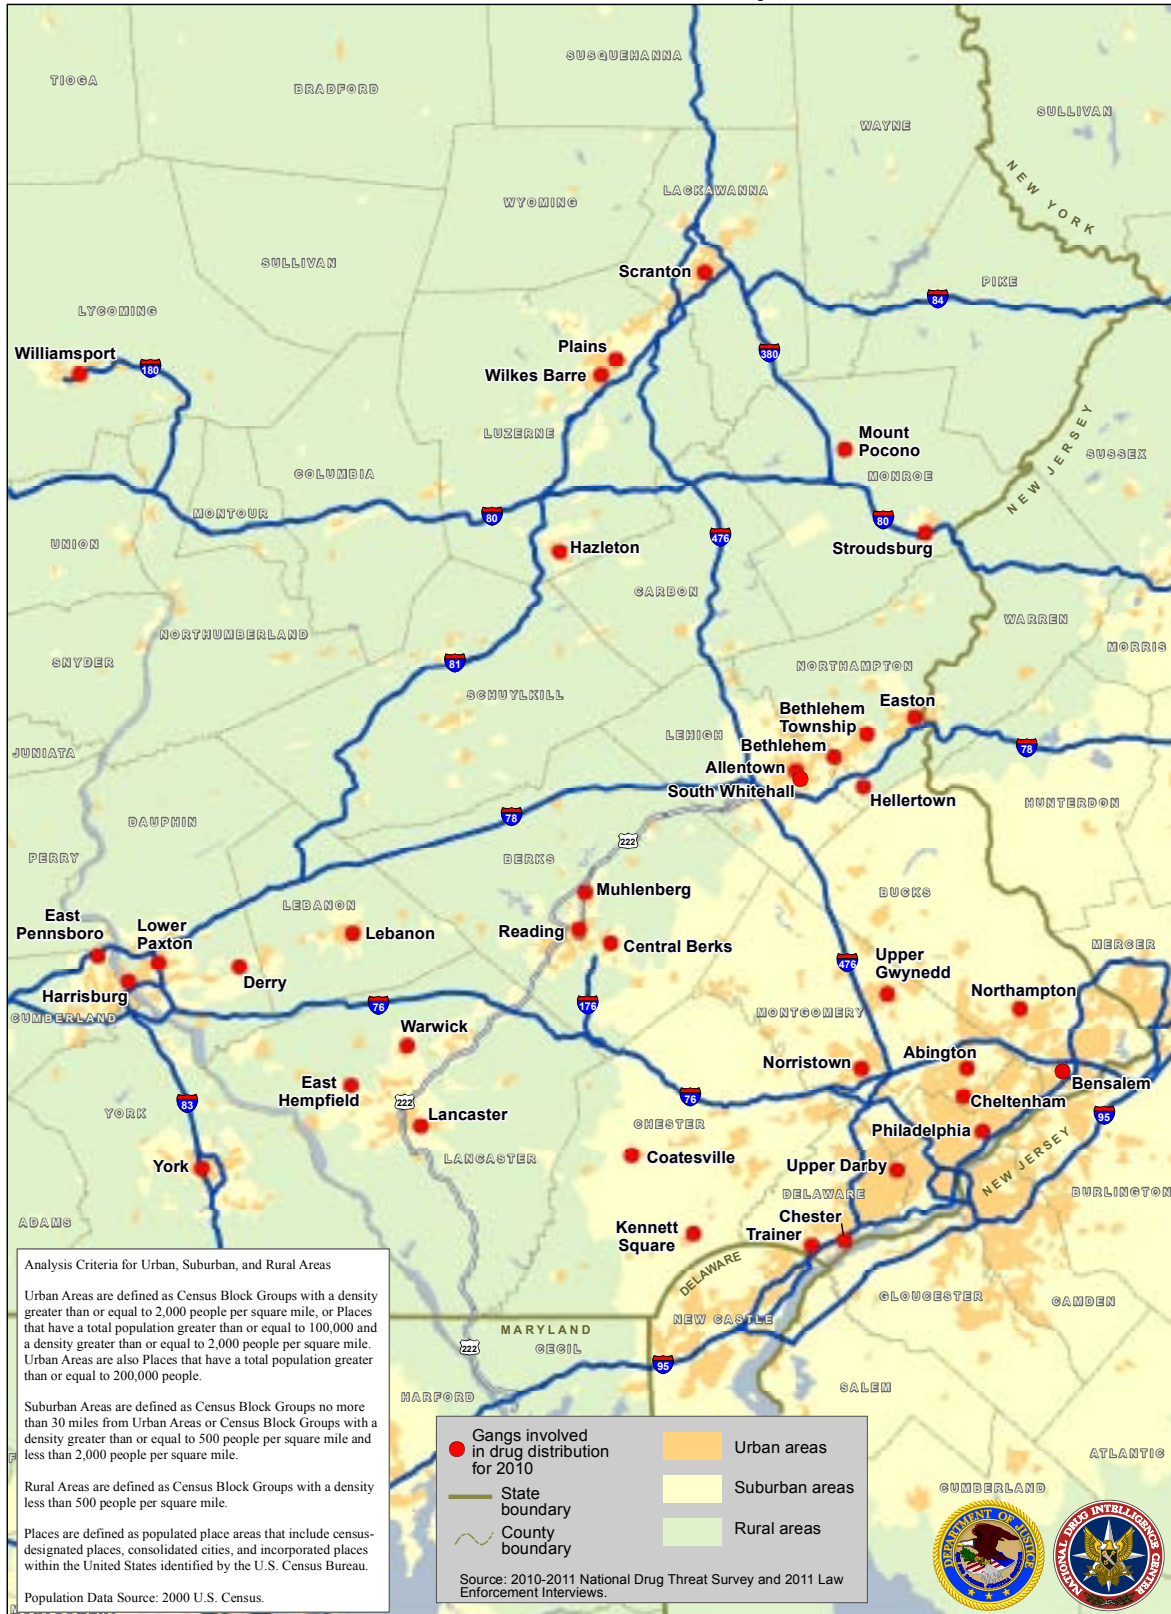 SUSQUEHANNA
TIOGA
BRADFORD
WAYNE
SULLIVAN
NEW YORK
LACKAWANNA
WYOMING
SULLIVAN
Scranton
PIKE
84
LYCOMING
Williamsport
180
Plains
Wilkes Barre
380
LUZERNE
Mount
Pocono
MONROE
NEW JERSEY
SUSSEX
COLUMBIA
MONTOUR
80
80
476
Stroudsburg
UNION
Hazleton
CARBON
WARREN
NORTHUMBERLAND
MORRIS
SNYDER
81
NORTHAMPTON
SCHUYLKILL
Easton
Bethlehem
Township
LEHIGH
Bethlehem
JUNIATA
78
Allentown
South Whitehall
Hellertown
HUNTERDON
DAUPHIN
78
222
PERRY
BERKS
Muhlenberg
BUCKS
LEBANON
East
Pennsboro
Lower
Paxton
Lebanon
Reading
Central Berks
MERCER
476
Upper
Gwynedd
Derry
Harrisburg
Northampton
76
176
CUMBERLAND
MONTGOMERY
Warwick
Norristown
Abington
Bensalem
East
Hempfield
222
76
Cheltenham
83
YORK
Lancaster
95
CHESTER
Philadelphia
NEW JERSEY
LANCASTER
Coatesville
York
Upper Darby
DELAWARE
BURLINGTON
ADAMS
Chester
Kennett
Square
Trainer
DELAWARE
GLOUCESTER
CAMDEN
NEW CASTLE
MARYLAND
CECIL
222
95
SALEM
HARFORD
ATLANTIC
CUMBERLAND
Analysis Criteria for Urban, Suburban, and Rural Areas
Urban Areas are defined as Census Block Groups with a density
greater than or equal to 2,000 people per square mile, or Places
that have a total population greater than or equal to 100,000 and
a density greater than or equal to 2,000 people per square mile.
Urban Areas are also Places that have a total population greater
than or equal to 200,000 people.
Suburban Areas are defined as Census Block Groups no more
than 30 miles from Urban Areas or Census Block Groups with a
density greater than or equal to 500 people per square mile and
less than 2,000 people per square mile.
Rural Areas are defined as Census Block Groups with a density
less than 500 people per square mile.
Places are defined as populated place areas that include census-
designated places, consolidated cities, and incorporated places
within the United States identified by the U.S. Census Bureau.
Population Data Source: 2000 U.S. Census.
Gangs involved
in drug distribution
for 2010
State
boundary
County
boundary
Urban areas
Suburban areas
Rural areas
Source: 2010-2011 National Drug Threat Survey and 2011 Law
Enforcement Interviews.
DEPARTMENT OF JUSTICE
NATIONAL DRUG INTELLIGENCE CENTER